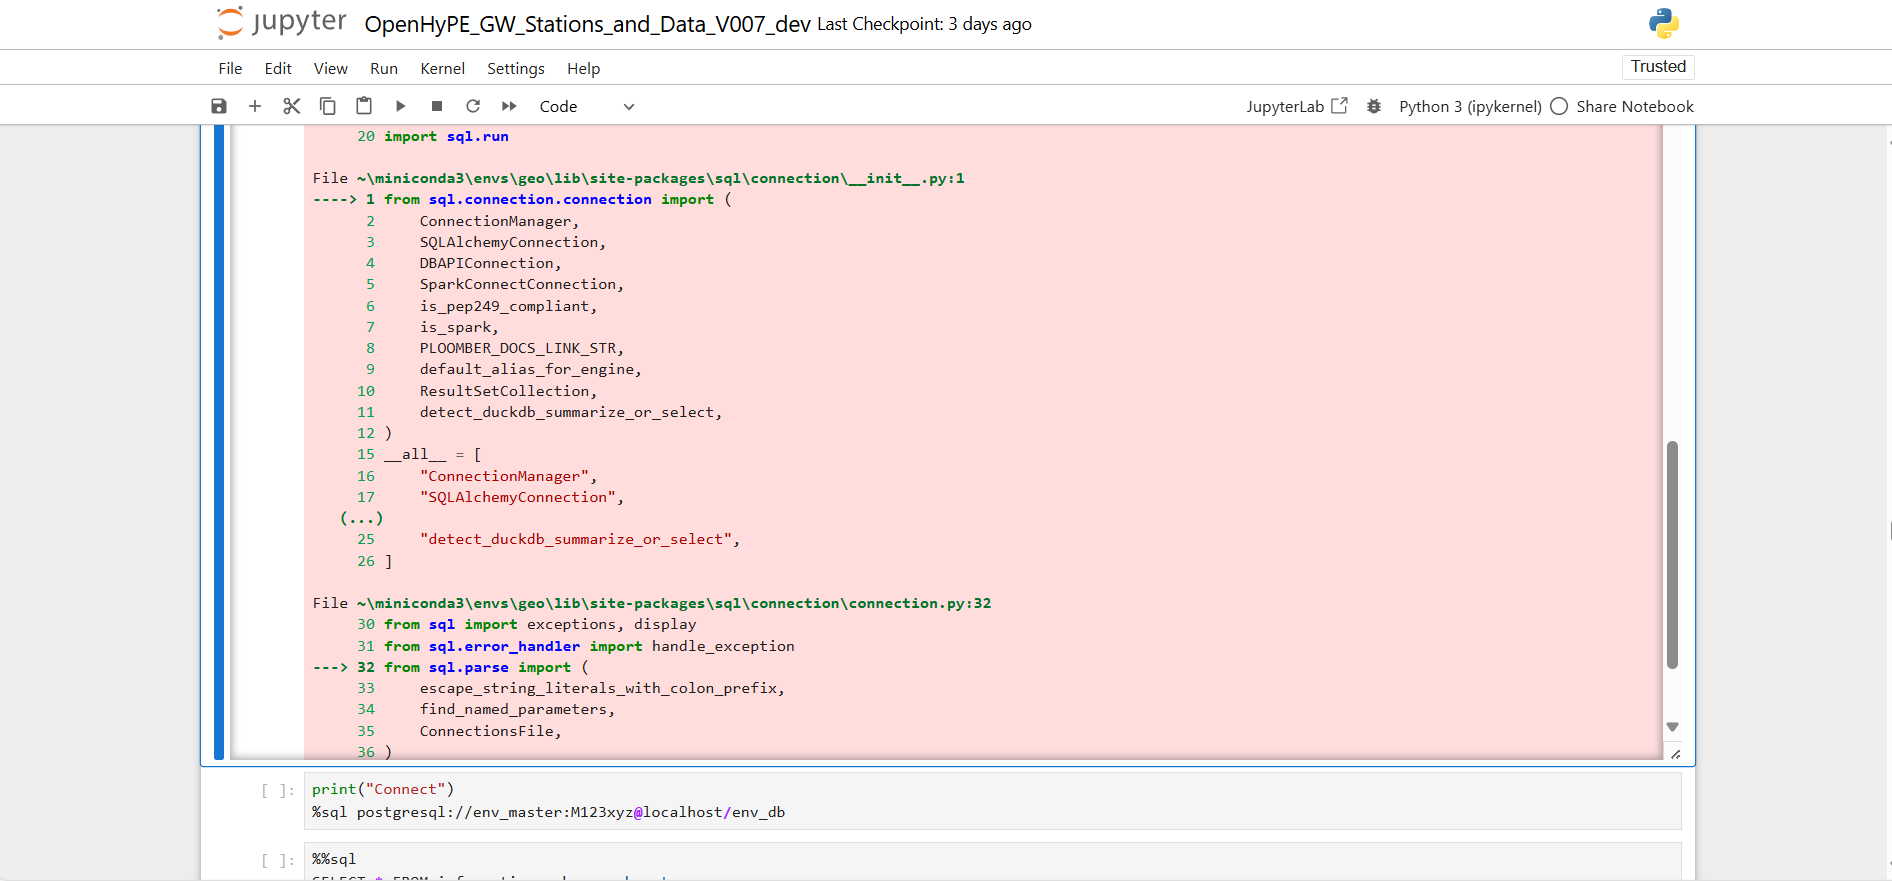 jupyter OpenHyPE_GW_Stations_and_Data_V007_dev Last Checkpoint: 3 days ago
File Edit View Run Kernel Settings Help Trusted
Code JupyterLab Python 3 (ipykernel) Share Notebook
20 import sql.run
File ~\miniconda3\envs\geo\lib\site-packages\sql\connection\__init__.py:1
----> 1 from sql.connection.connection import (
2 ConnectionManager,
3 SQLAlchemyConnection,
4 DBAPIConnection,
5 SparkConnectConnection,
6 is_pep249_compliant,
7 is_spark,
8 PLOOMBER_DOCS_LINK_STR,
9 default_alias_for_engine,
10 ResultSetCollection,
11 detect_duckdb_summarize_or_select,
12 )
15 __all__ = [
16 "ConnectionManager",
17 "SQLAlchemyConnection",
(...)
25 "detect_duckdb_summarize_or_select",
26 ]
File ~\miniconda3\envs\geo\lib\site-packages\sql\connection\connection.py:32
30 from sql import exceptions, display
31 from sql.error_handler import handle_exception
---> 32 from sql.parse import (
33 escape_string_literals_with_colon_prefix,
34 find_named_parameters,
35 ConnectionsFile,
36 )
[ ]: print("Connect")
%sql postgresql://env_master:M123xyz@localhost/env_db
[ ]: %%sql
SELECT * FROM